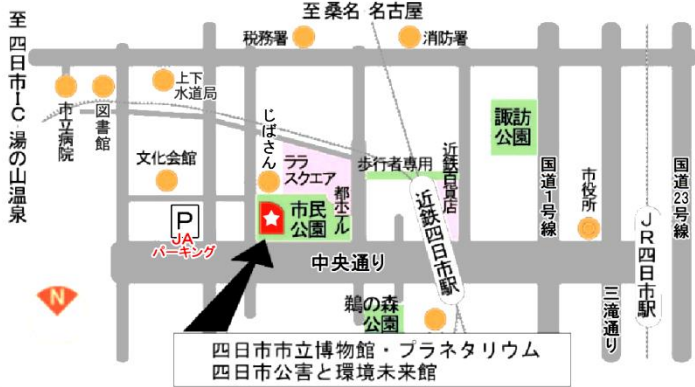 至 桑名 名古屋
至 四日市IC・湯の山温泉
税務署
消防署
上下
水道局
市立病院
図書館
じばさん
文化会館
ララ
スクエア
都ホテル
歩行者専用
近鉄百貨店
諏訪
公園
国道1号線
市役所
国道23号線
P
JA
パーキング
市民
公園
中央通り
近鉄四日市駅
JR四日市駅
三滝通り
N
鵜の森
公園
四日市市立博物館・プラネタリウム
四日市公害と環境未来館